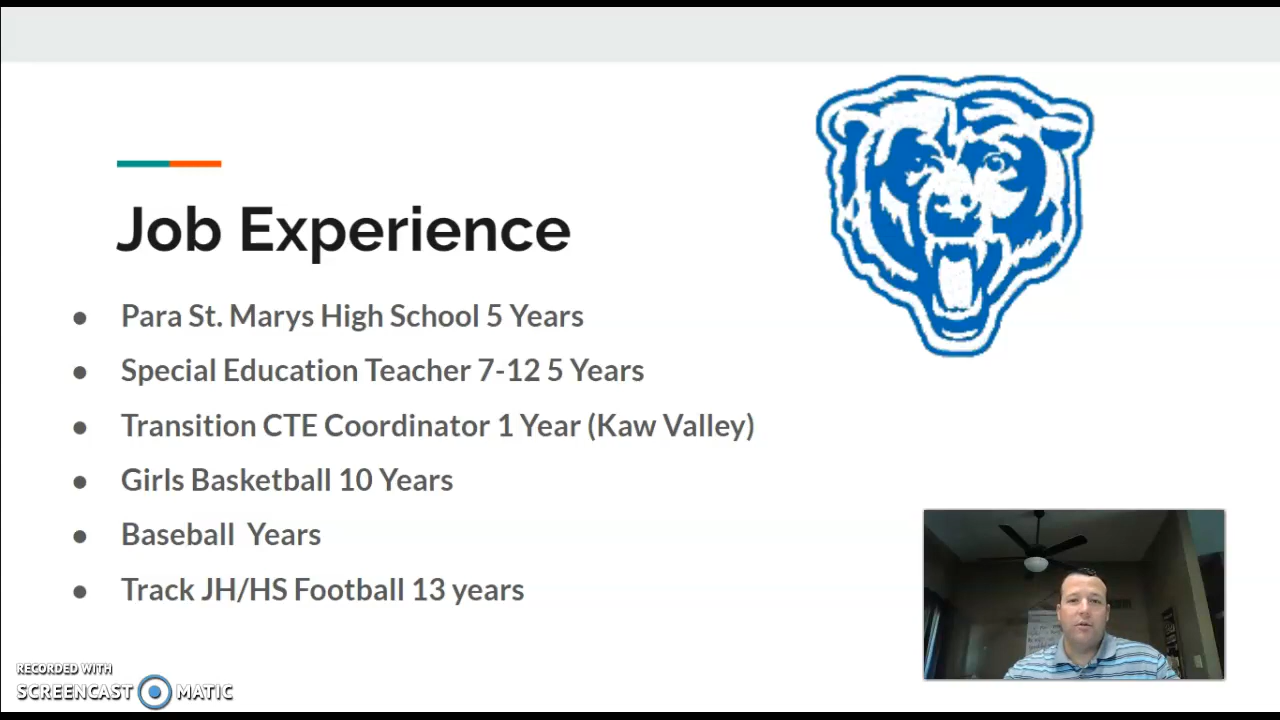 Job Experience
● Para St. Marys High School 5 Years
● Special Education Teacher 7-12 5 Years
● Transition CTE Coordinator 1 Year (Kaw Valley)
● Girls Basketball 10 Years
● Baseball  Years
● Track JH/HS Football 13 years
RECORDED WITH
SCREENCAST MATIC